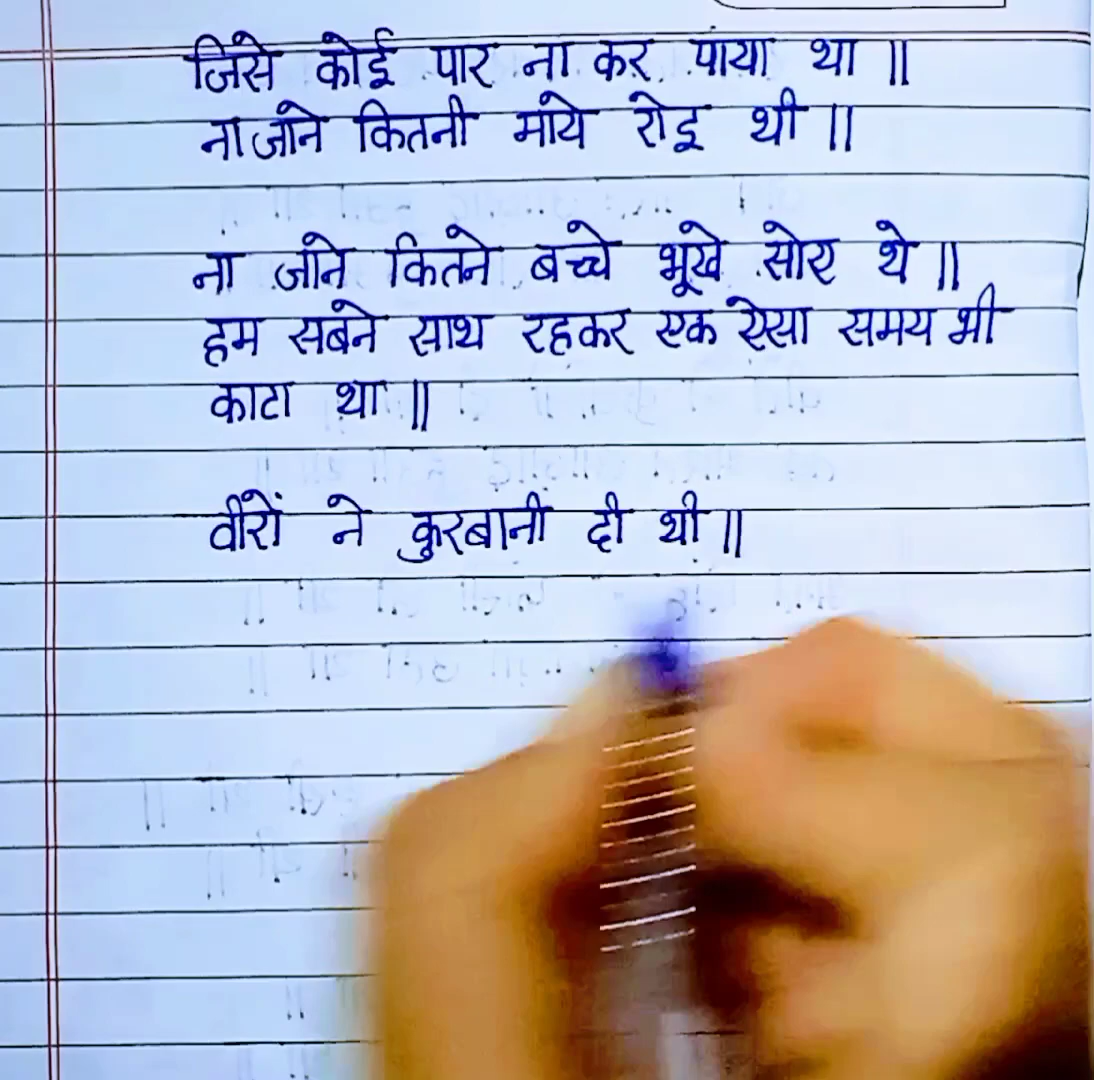 जिसे कोई पार ना कर पाया था ॥
ना जाने कितनी माये रोइ थी ॥
ना जाने कितने बच्चे भूखे सोए थे ॥
हम सबने साथ रहकर एक ऐसा समय भी
काटा था ॥
वीरों ने कुरबानी दी थी ॥